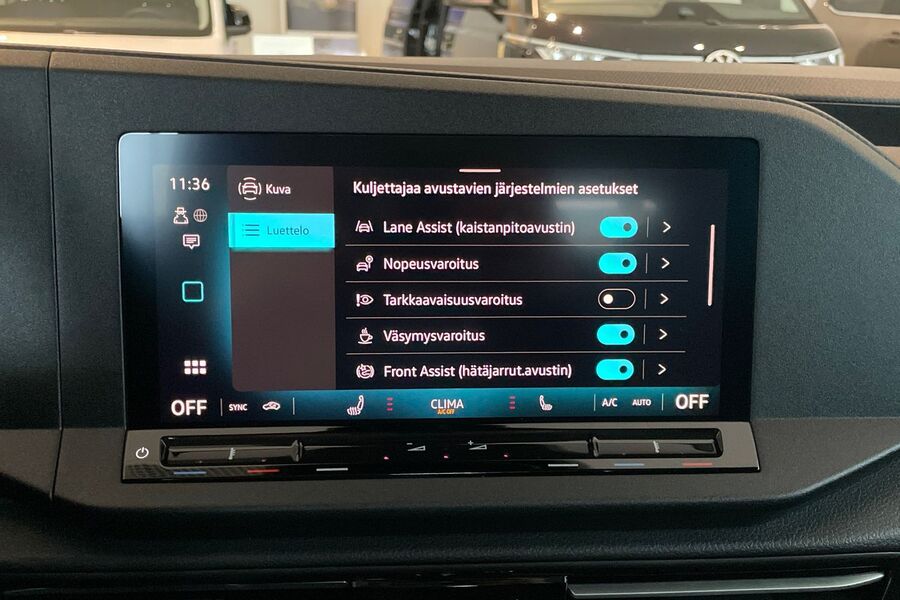 11:36
Kuva
Luettelo
Kuljettajaa avustavien järjestelmien asetukset
Lane Assist (kaistanpitoavustin)
Nopeusvaroitus
Tarkkaavaisuusvaroitus
Väsymysvaroitus
Front Assist (hätäjarrut.avustin)
OFF SYNC CLIMA A/C AUTO OFF
A/C OFF